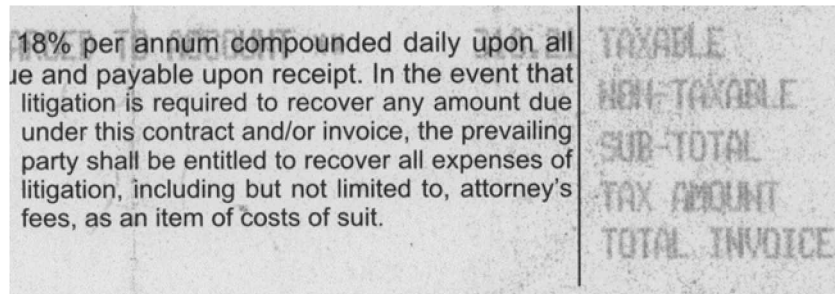 18% per annum compounded daily upon all
ue and payable upon receipt. In the event that
litigation is required to recover any amount due
under this contract and/or invoice, the prevailing
party shall be entitled to recover all expenses of
litigation, including but not limited to, attorney's
fees, as an item of costs of suit.
TAXABLE
NON-TAXABLE
SUB-TOTAL
TAX AMOUNT
TOTAL INVOICE